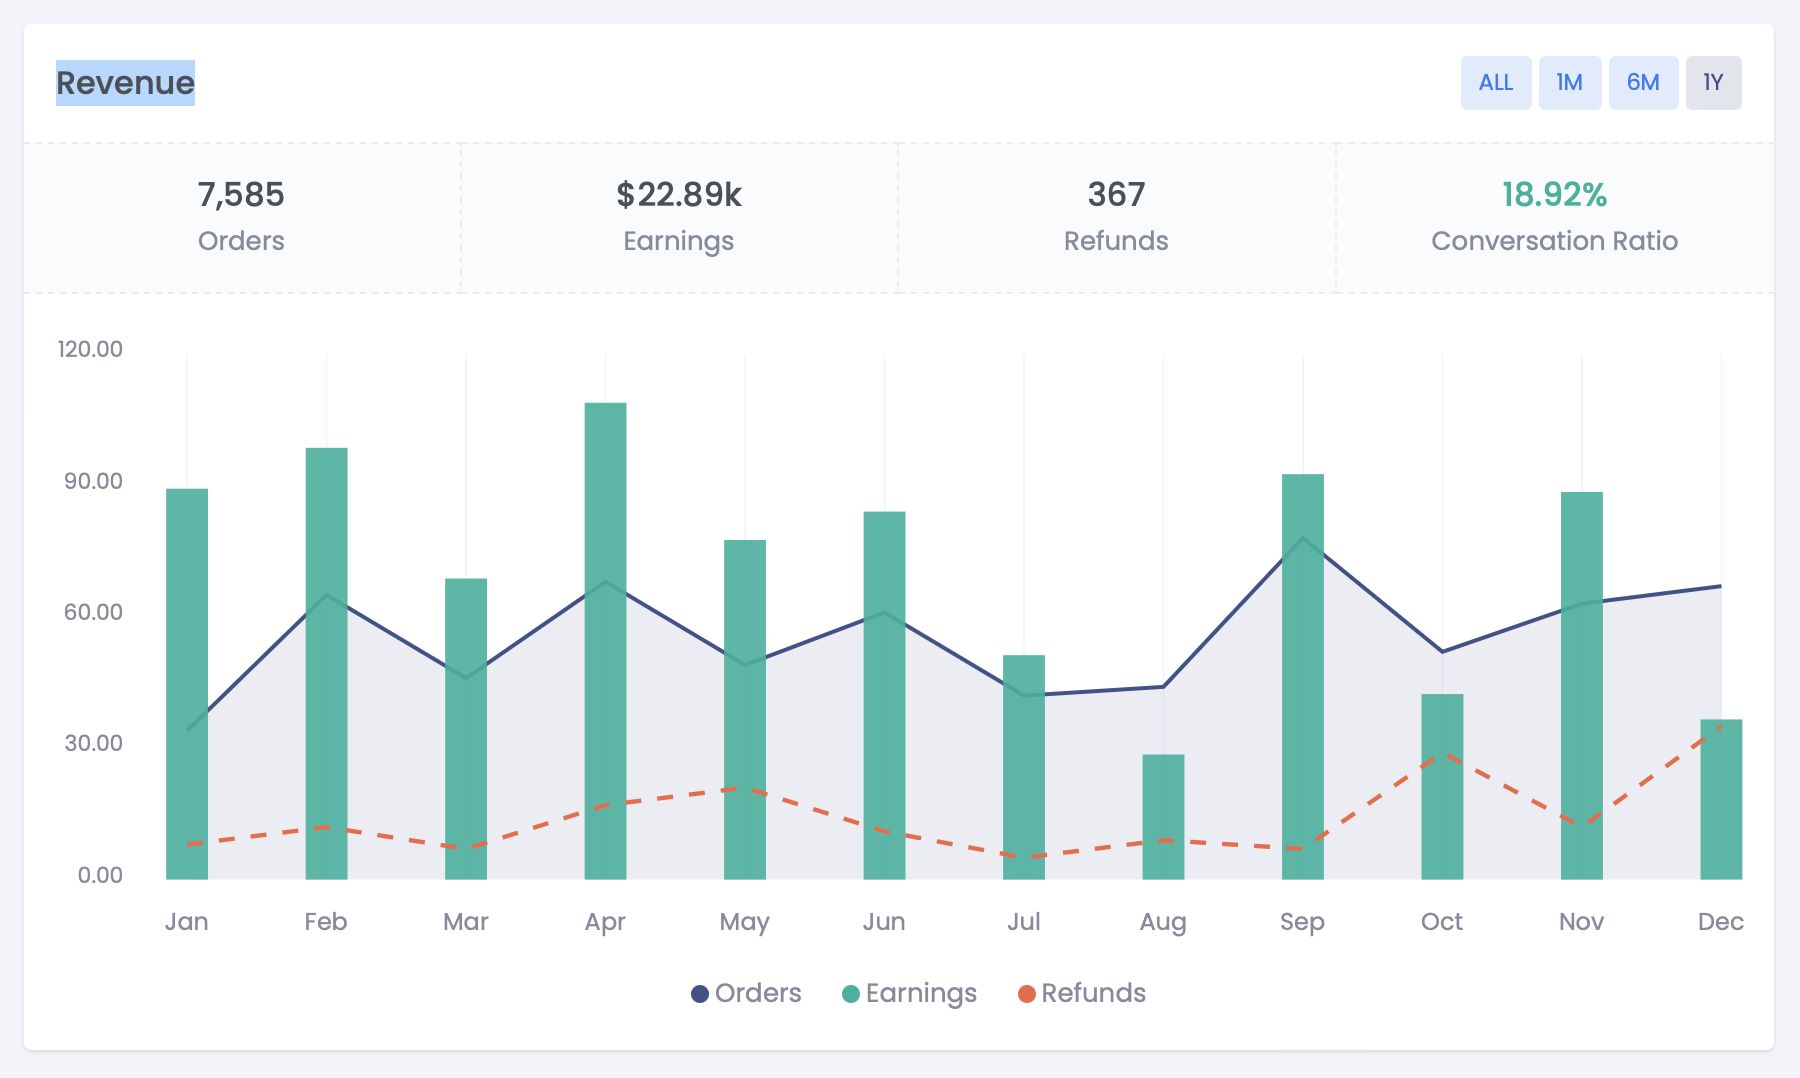 Revenue
ALL 1M 6M 1Y
7,585 $22.89k 367 18.92%
Orders Earnings Refunds Conversation Ratio
120.00
90.00
60.00
30.00
0.00
Jan Feb Mar Apr May Jun Jul Aug Sep Oct Nov Dec
Orders Earnings Refunds